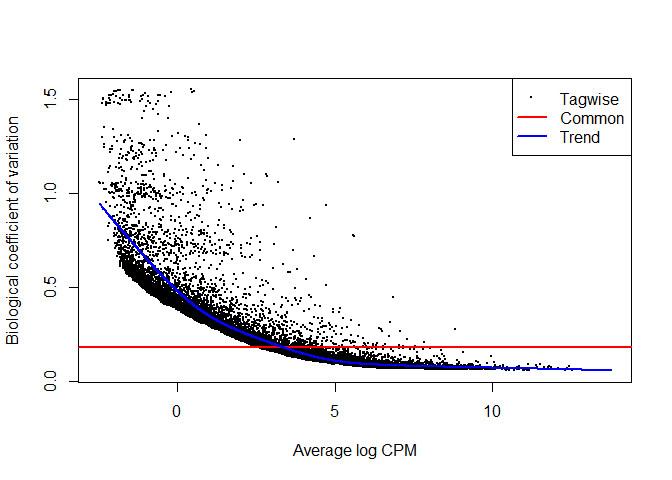 Tagwise
Common
Trend
Biological coefficient of variation
1.5
1.0
0.5
0.0
0 5 10
Average log CPM